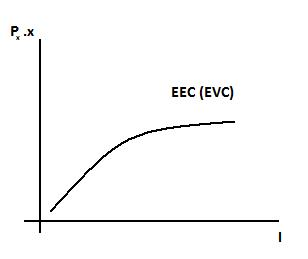 Px .x
EEC (EVC)
I